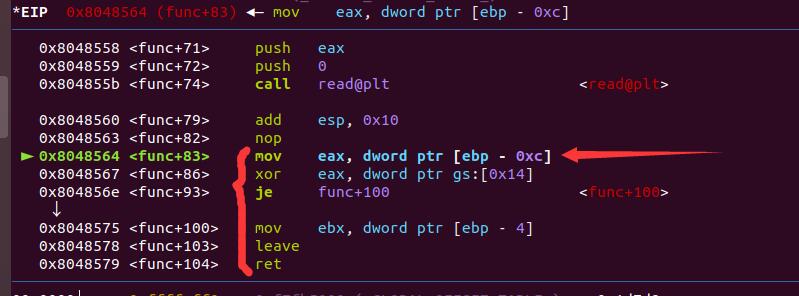 *EIP  0x8048564 (func+83) ◂— mov    eax, dword ptr [ebp - 0xc]
0x8048558 <func+71>     push   eax
0x8048559 <func+72>     push   0
0x804855b <func+74>     call   read@plt                     <read@plt>
0x8048560 <func+79>     add    esp, 0x10
0x8048563 <func+82>     nop
► 0x8048564 <func+83>     mov    eax, dword ptr [ebp - 0xc]
0x8048567 <func+86>     xor    eax, dword ptr gs:[0x14]
0x804856e <func+93>     je     func+100                     <func+100>
↓
0x8048575 <func+100>    mov    ebx, dword ptr [ebp - 4]
0x8048578 <func+103>    leave
0x8048579 <func+104>    ret